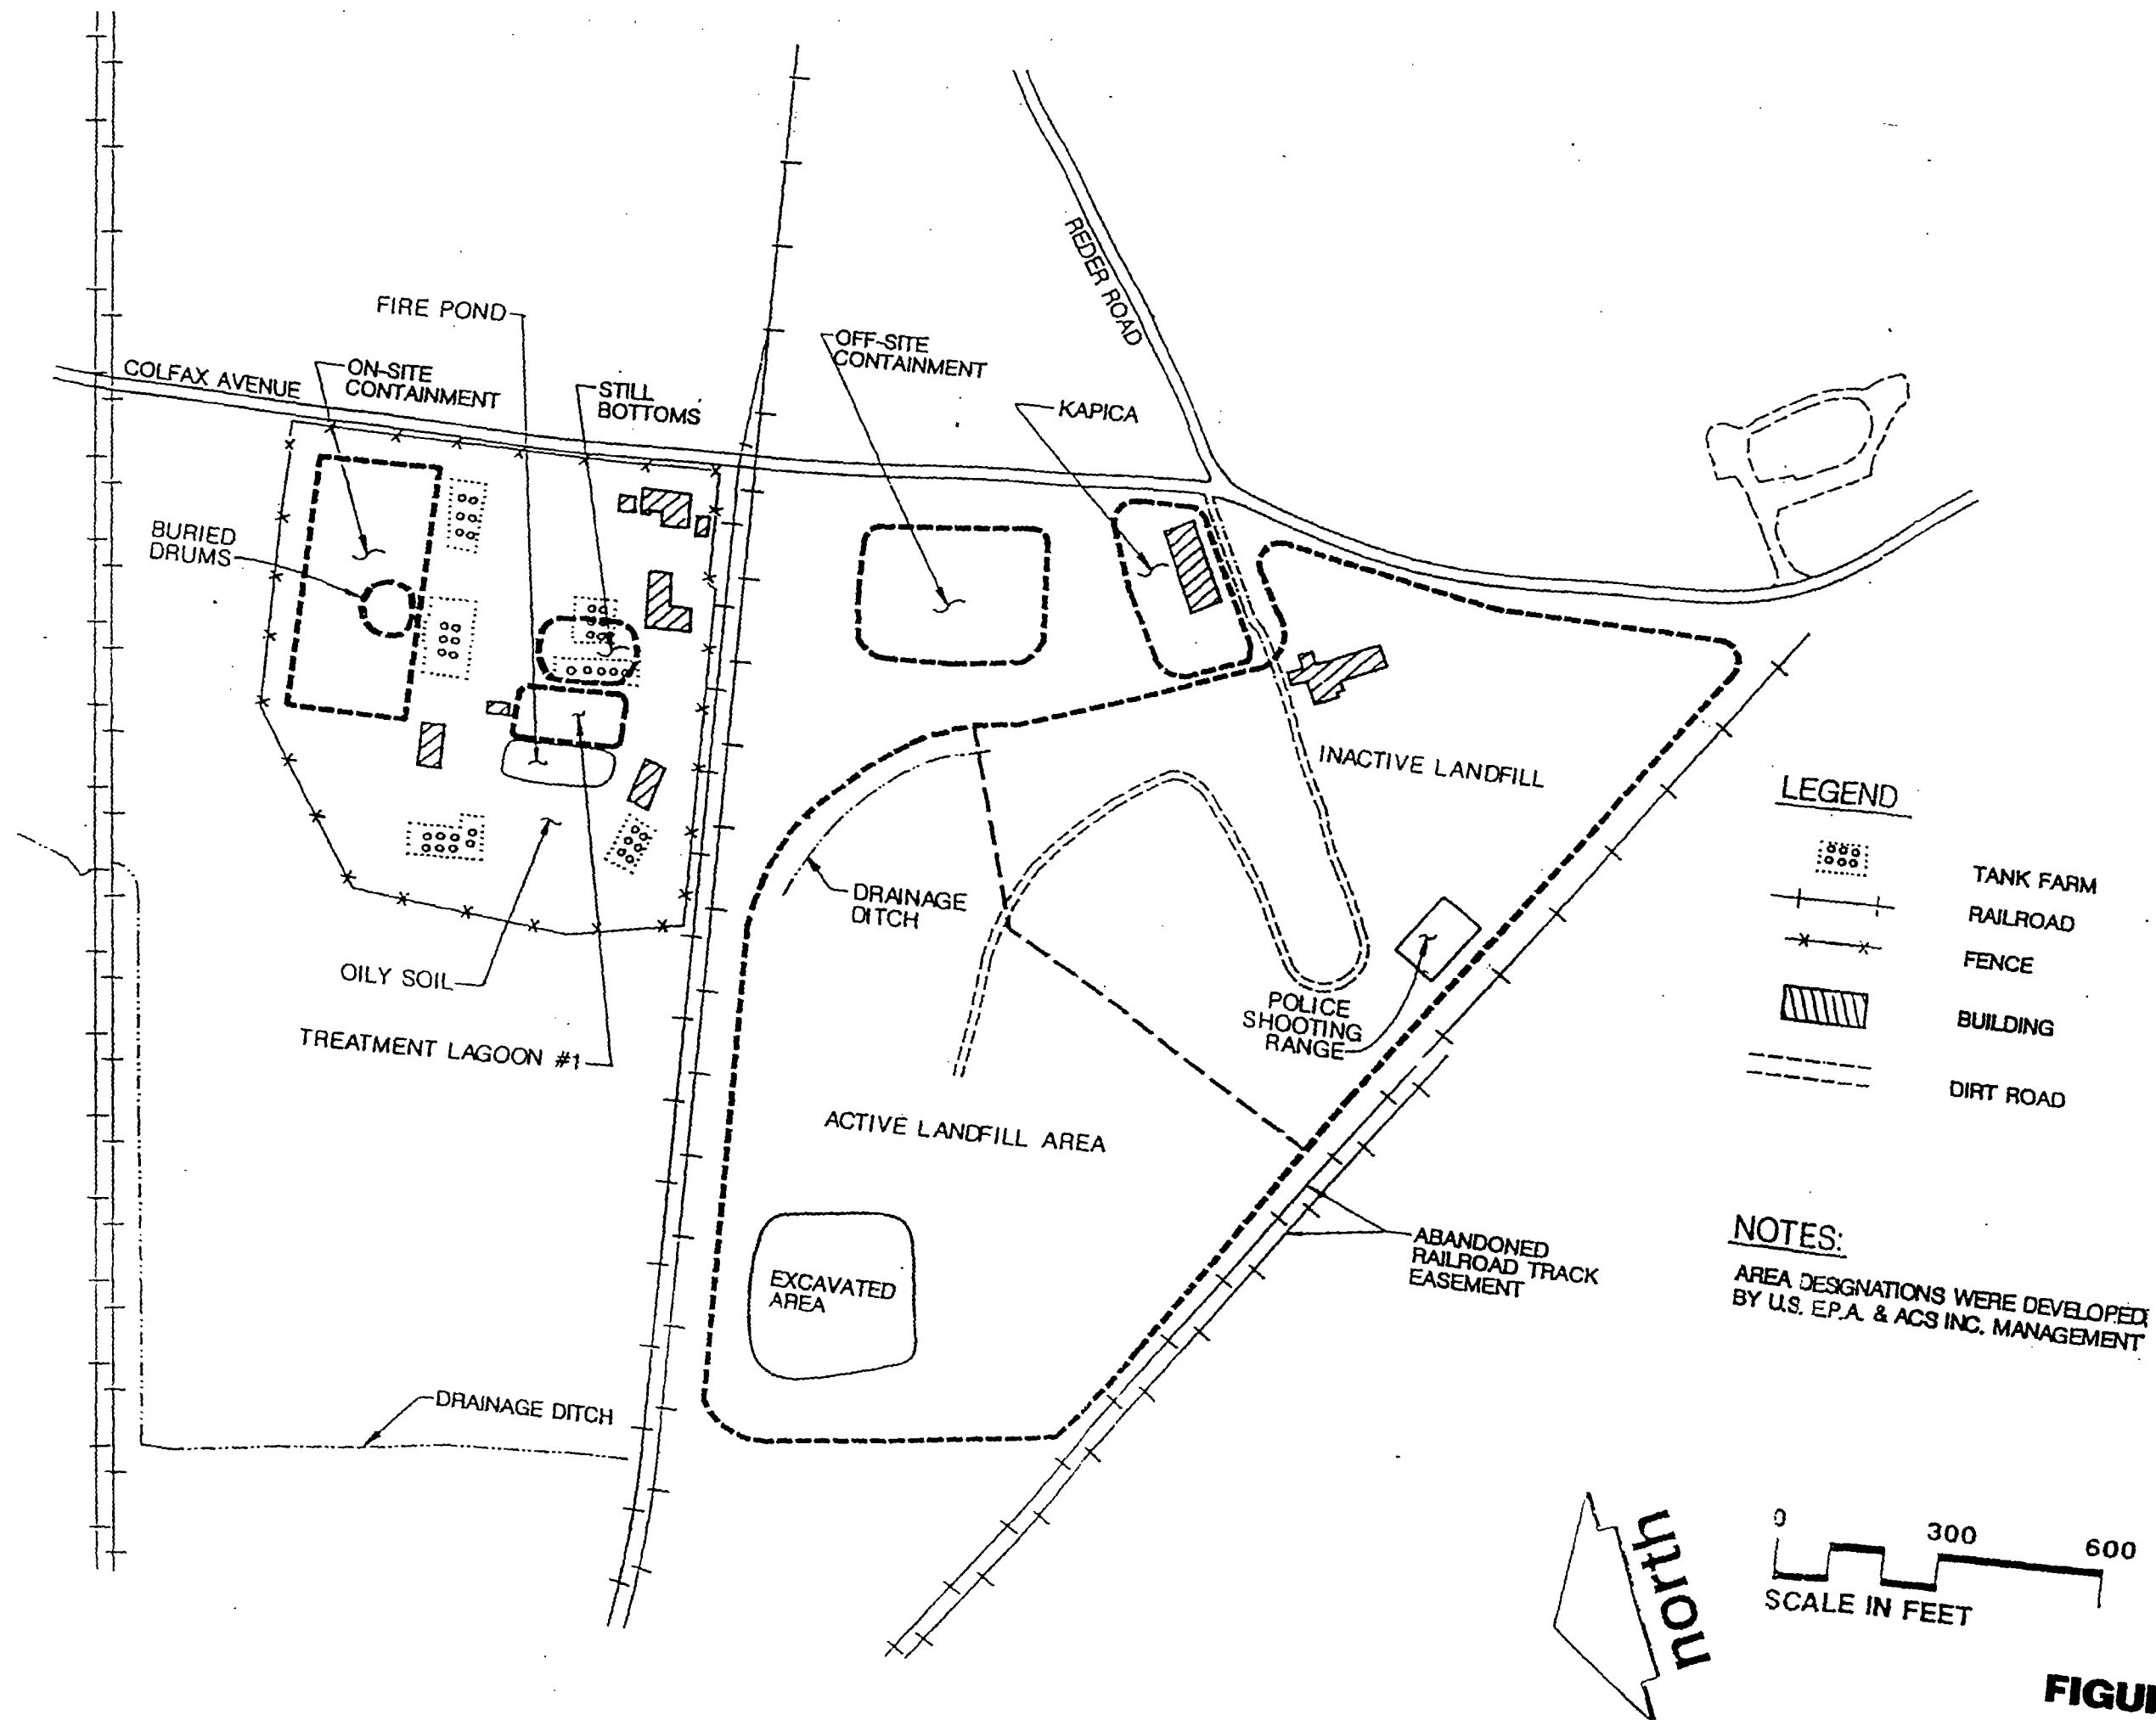 REDER ROAD
FIRE POND
OFF-SITE
CONTAINMENT
COLFAX AVENUE
ON-SITE
CONTAINMENT
STILL
BOTTOMS
KAPICA
BURIED
DRUMS
INACTIVE LANDFILL
LEGEND
TANK FARM
RAILROAD
FENCE
BUILDING
DIRT ROAD
DRAINAGE
DITCH
OILY SOIL
POLICE
SHOOTING
RANGE
TREATMENT LAGOON #1
ACTIVE LANDFILL AREA
ABANDONED
RAILROAD TRACK
EASEMENT
NOTES:
AREA DESIGNATIONS WERE DEVELOPED
BY U.S. E.P.A. & ACS INC. MANAGEMENT
EXCAVATED
AREA
DRAINAGE DITCH
north
0 300 600
SCALE IN FEET